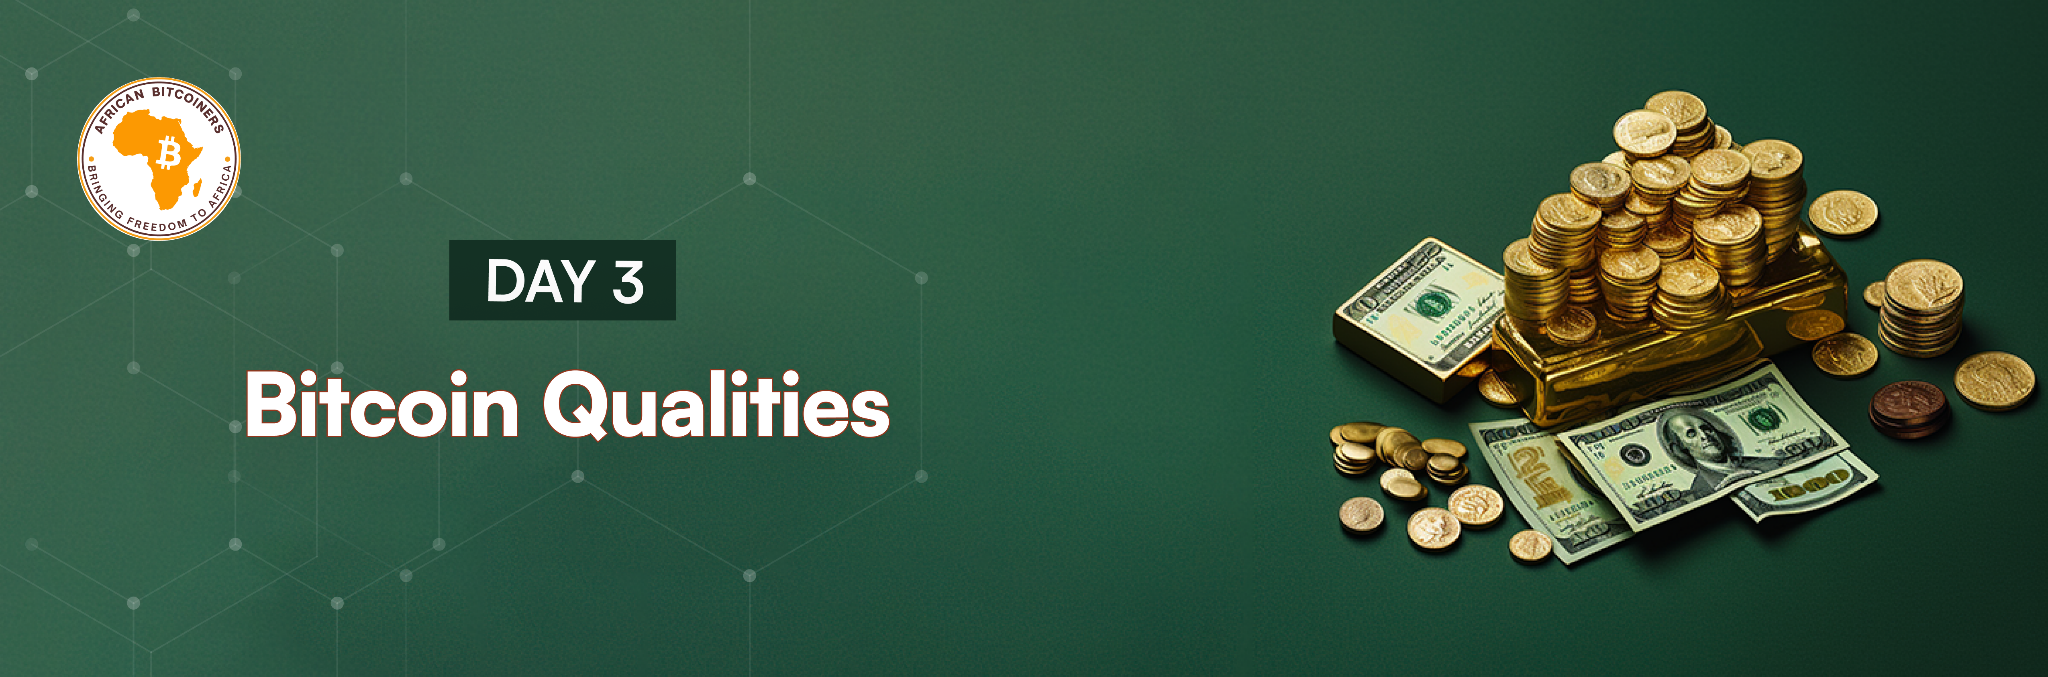 AFRICAN BITCOINERS
BRINGING FREEDOM TO AFRICA
DAY 3
Bitcoin Qualities